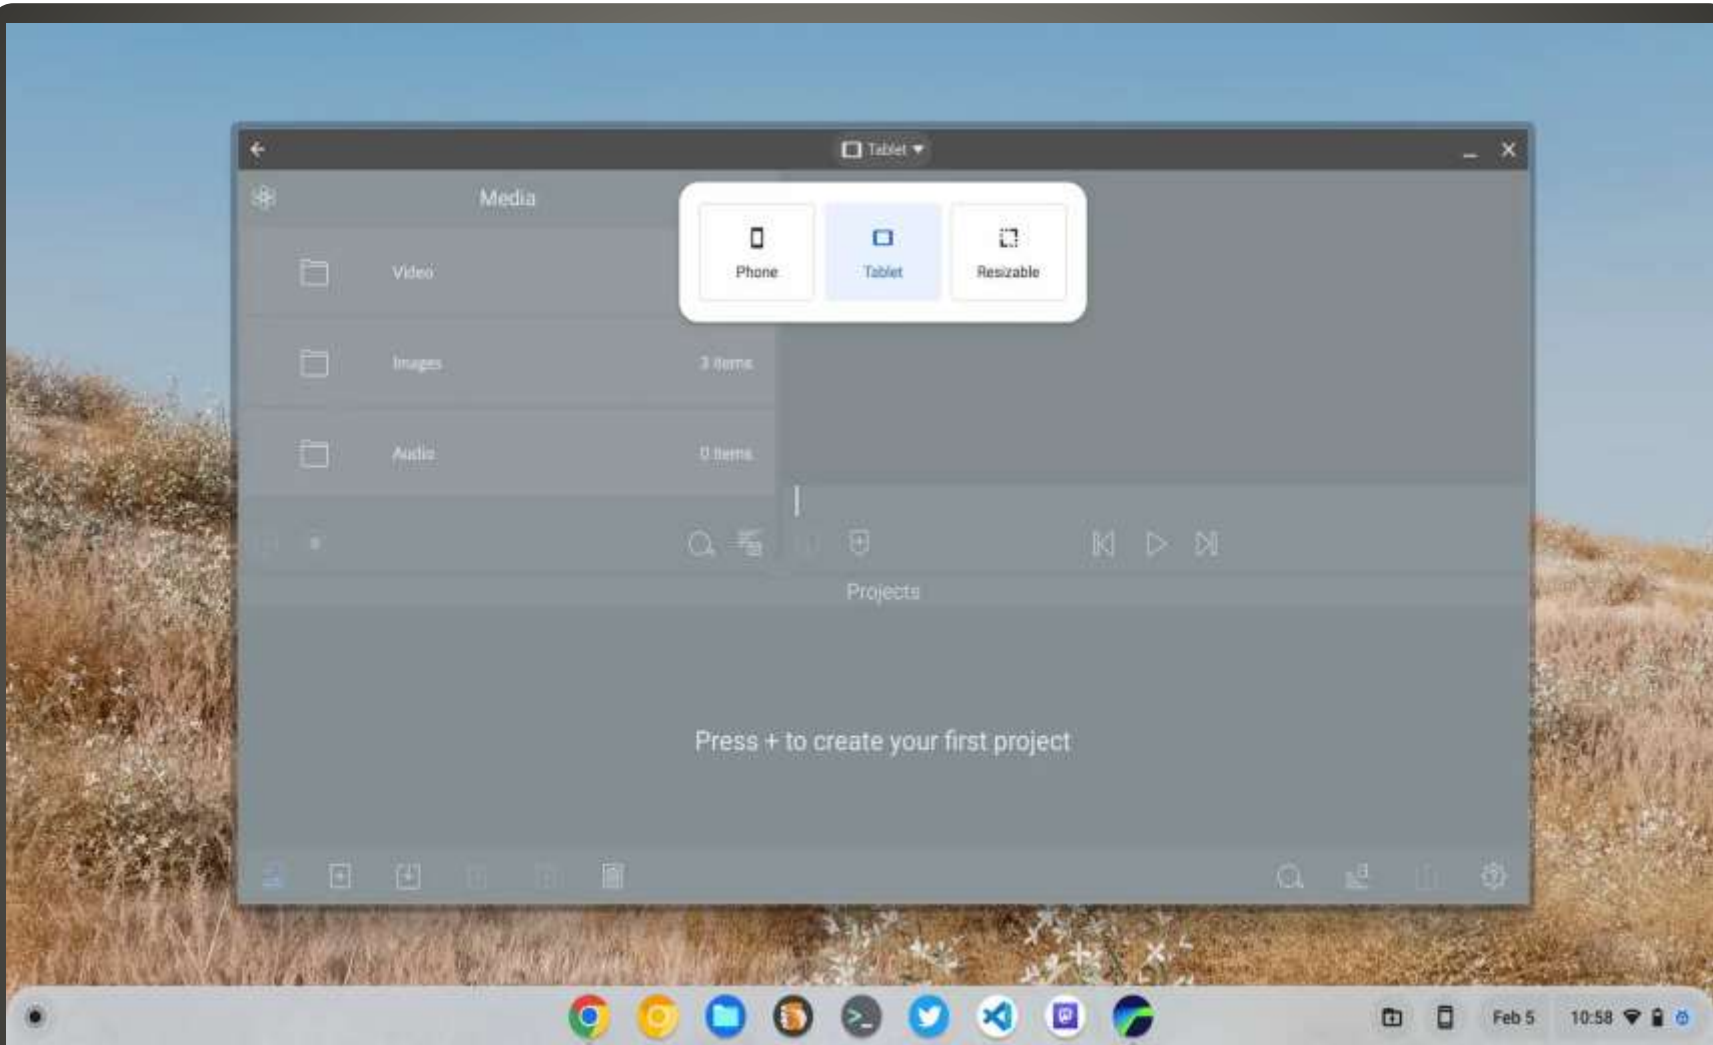 Tablet
Media
Phone
Tablet
Resizable
Video
Images
3 items
Audio
0 items
Projects
Press + to create your first project
Feb 5
10:58